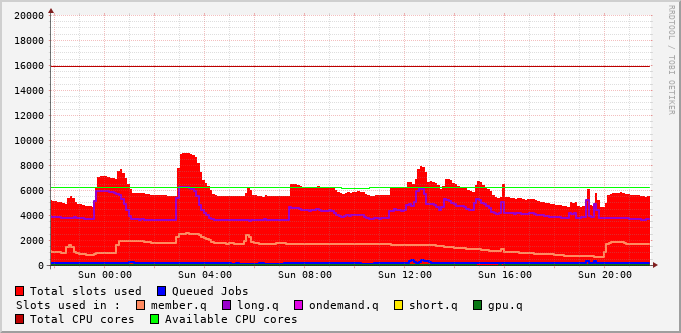 20000
18000
16000
14000
12000
10000
8000
6000
4000
2000
0
Sun 00:00 Sun 04:00 Sun 08:00 Sun 12:00 Sun 16:00 Sun 20:00
Total slots used Queued Jobs
Slots used in : member.q long.q ondemand.q short.q gpu.q
Total CPU cores Available CPU cores
RRDTOOL / TOBI OETIKER